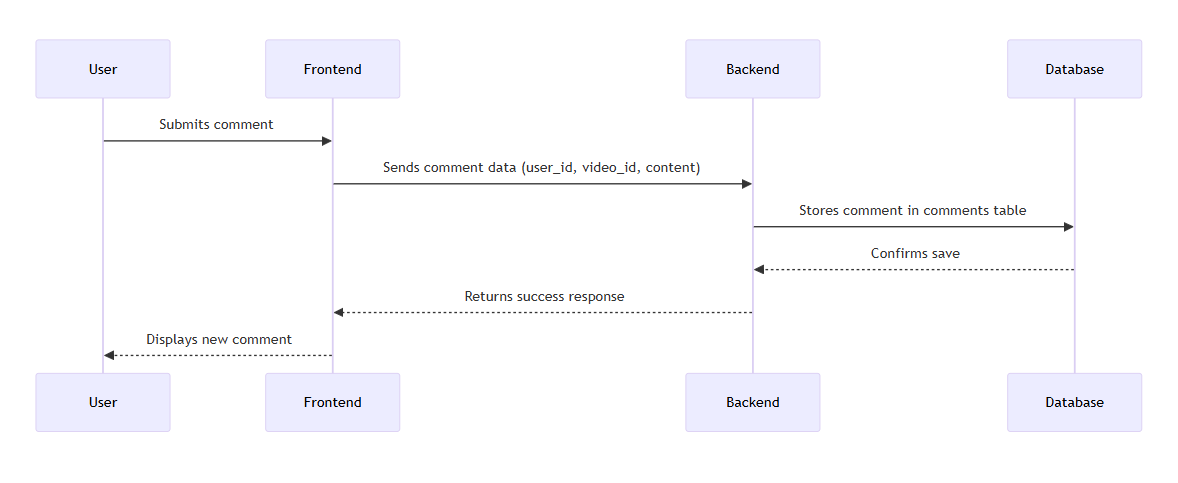 User
Frontend
Backend
Database
Submits comment
Sends comment data (user_id, video_id, content)
Stores comment in comments table
Confirms save
Returns success response
Displays new comment
User
Frontend
Backend
Database